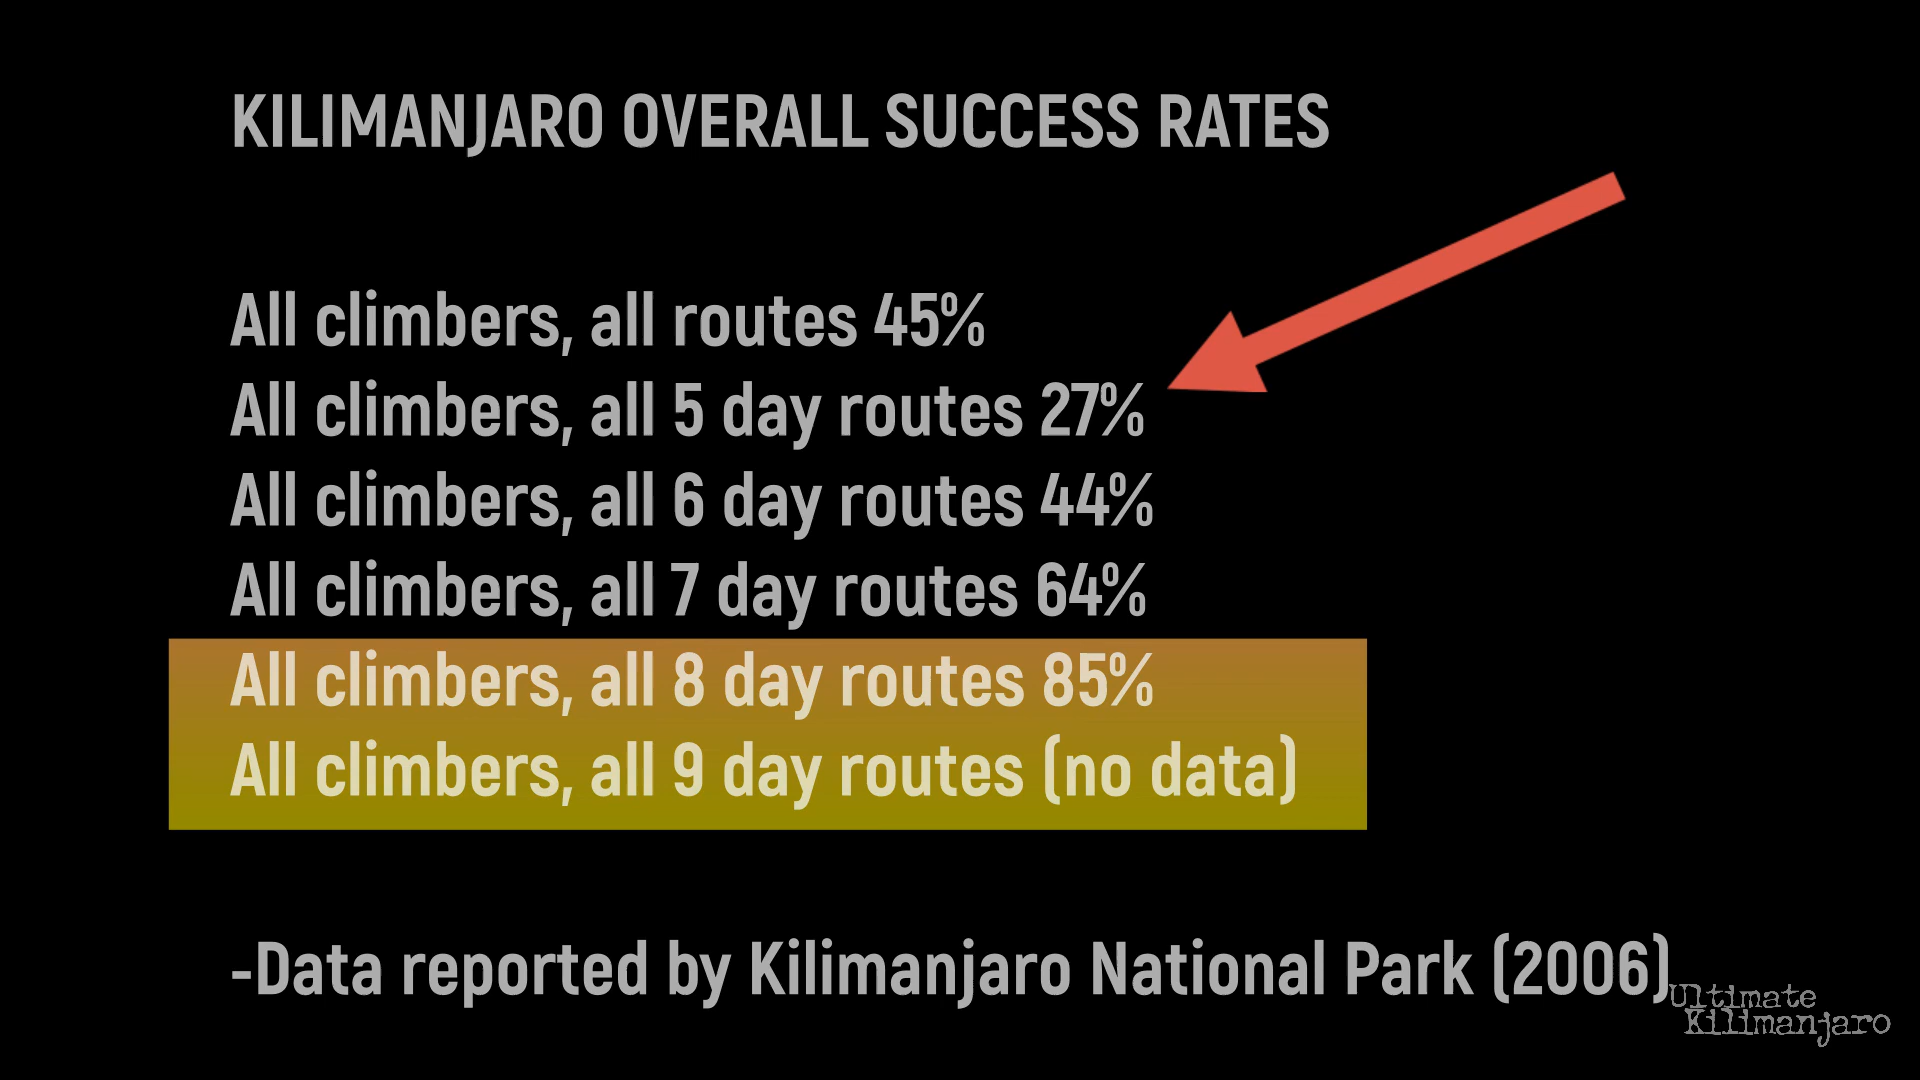 KILIMANJARO OVERALL SUCCESS RATES
All climbers, all routes 45%
All climbers, all 5 day routes 27%
All climbers, all 6 day routes 44%
All climbers, all 7 day routes 64%
All climbers, all 8 day routes 85%
All climbers, all 9 day routes (no data)
-Data reported by Kilimanjaro National Park (2006)
Ultimate
Kilimanjaro